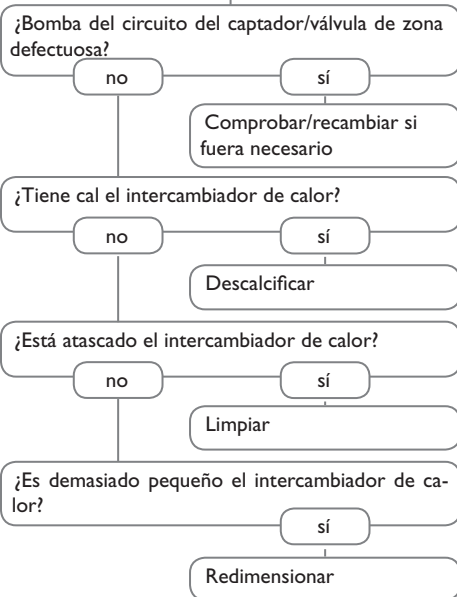 ¿Bomba del circuito del captador/válvula de zona
defectuosa?
no
sí
Comprobar/recambiar si
fuera necesario
¿Tiene cal el intercambiador de calor?
no
sí
Descalcificar
¿Está atascado el intercambiador de calor?
no
sí
Limpiar
¿Es demasiado pequeño el intercambiador de ca-
lor?
sí
Redimensionar